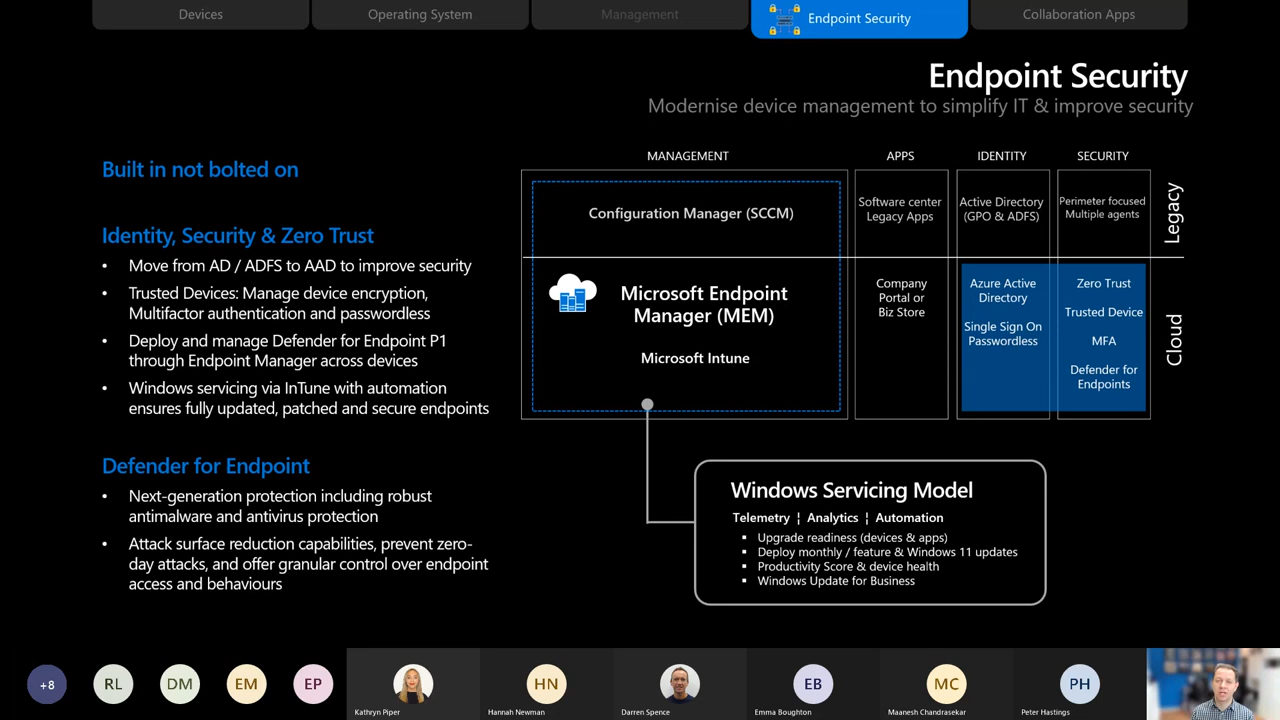 Devices
Operating System
Management
Endpoint Security
Collaboration Apps
Endpoint Security
Modernise device management to simplify IT & improve security
Built in not bolted on
Identity, Security & Zero Trust
• Move from AD / ADFS to AAD to improve security
• Trusted Devices: Manage device encryption,
Multifactor authentication and passwordless
• Deploy and manage Defender for Endpoint P1
through Endpoint Manager across devices
• Windows servicing via InTune with automation
ensures fully updated, patched and secure endpoints
Defender for Endpoint
• Next-generation protection including robust
antimalware and antivirus protection
• Attack surface reduction capabilities, prevent zero-
day attacks, and offer granular control over endpoint
access and behaviours
MANAGEMENT
APPS
IDENTITY
SECURITY
Configuration Manager (SCCM)
Software center
Legacy Apps
Active Directory
(GPO & ADFS)
Perimeter focused
Multiple agents
Legacy
Microsoft Endpoint
Manager (MEM)
Microsoft Intune
Company
Portal or
Biz Store
Azure Active
Directory
Single Sign On
Passwordless
Zero Trust
Trusted Device
MFA
Defender for
Endpoints
Cloud
Windows Servicing Model
Telemetry ¦ Analytics ¦ Automation
▪ Upgrade readiness (devices & apps)
▪ Deploy monthly / feature & Windows 11 updates
▪ Productivity Score & device health
▪ Windows Update for Business
+8
RL
DM
EM
EP
Kathryn Piper
HN
Hannah Newman
Darren Spence
EB
Emma Boughton
MC
Maanesh Chandrasekar
PH
Peter Hastings